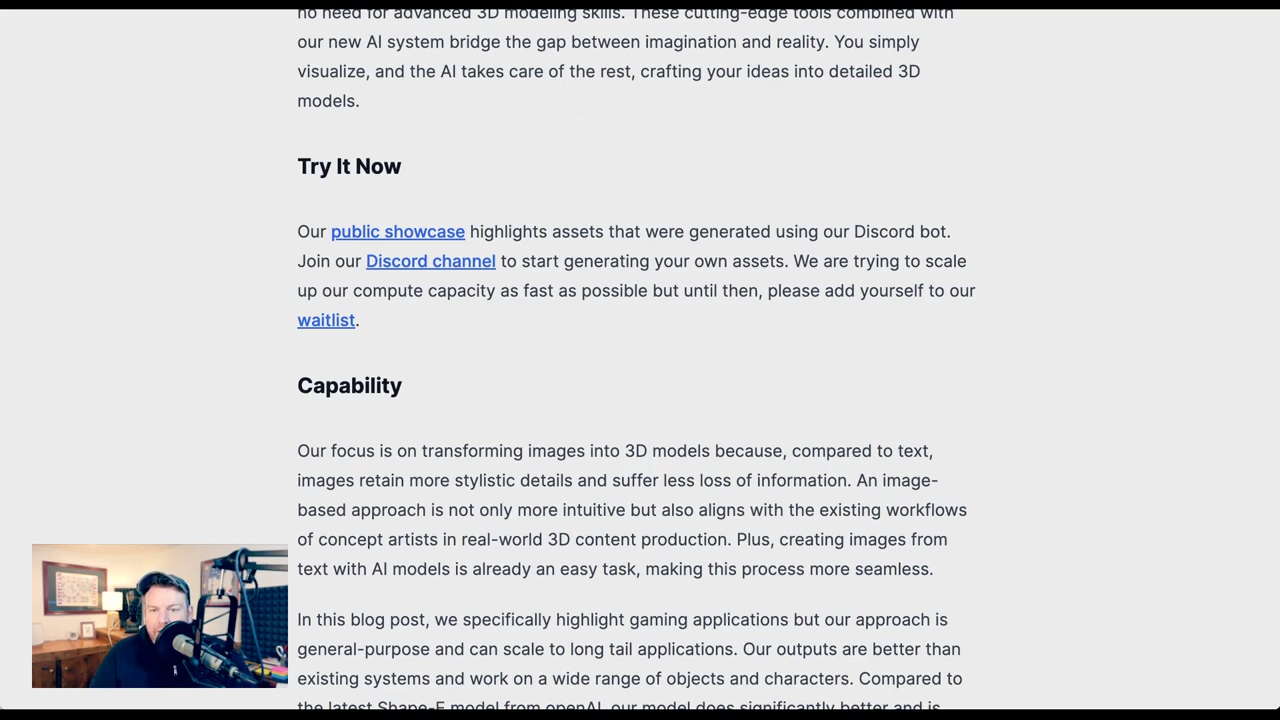 no need for advanced 3D modeling skills. These cutting-edge tools combined with
our new AI system bridge the gap between imagination and reality. You simply
visualize, and the AI takes care of the rest, crafting your ideas into detailed 3D
models.
Try It Now
Our public showcase highlights assets that were generated using our Discord bot.
Join our Discord channel to start generating your own assets. We are trying to scale
up our compute capacity as fast as possible but until then, please add yourself to our
waitlist.
Capability
Our focus is on transforming images into 3D models because, compared to text,
images retain more stylistic details and suffer less loss of information. An image-
based approach is not only more intuitive but also aligns with the existing workflows
of concept artists in real-world 3D content production. Plus, creating images from
text with AI models is already an easy task, making this process more seamless.
In this blog post, we specifically highlight gaming applications but our approach is
general-purpose and can scale to long tail applications. Our outputs are better than
existing systems and work on a wide range of objects and characters. Compared to
the latest Shape-E model from openAI, our model does significantly better and is